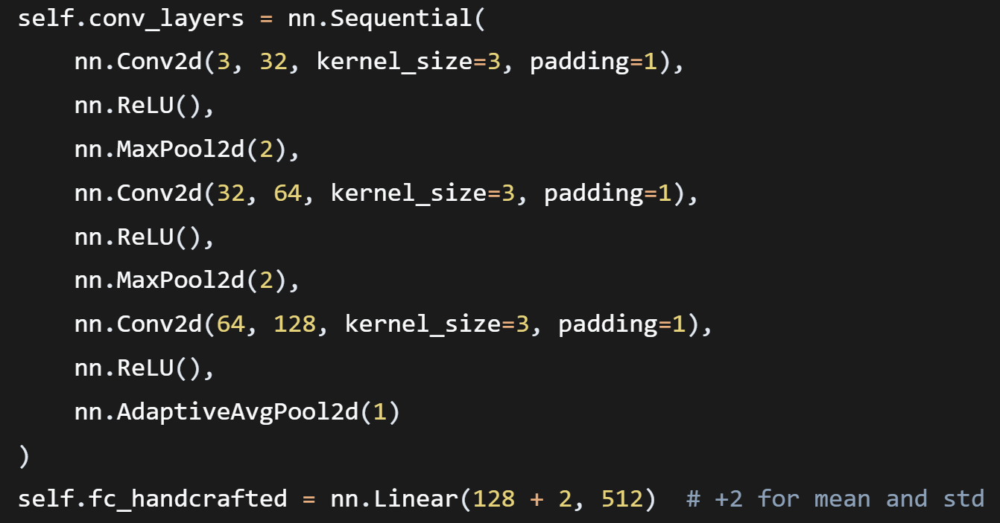 self.conv_layers = nn.Sequential(
    nn.Conv2d(3, 32, kernel_size=3, padding=1),
    nn.ReLU(),
    nn.MaxPool2d(2),
    nn.Conv2d(32, 64, kernel_size=3, padding=1),
    nn.ReLU(),
    nn.MaxPool2d(2),
    nn.Conv2d(64, 128, kernel_size=3, padding=1),
    nn.ReLU(),
    nn.AdaptiveAvgPool2d(1)
)
self.fc_handcrafted = nn.Linear(128 + 2, 512)  # +2 for mean and std